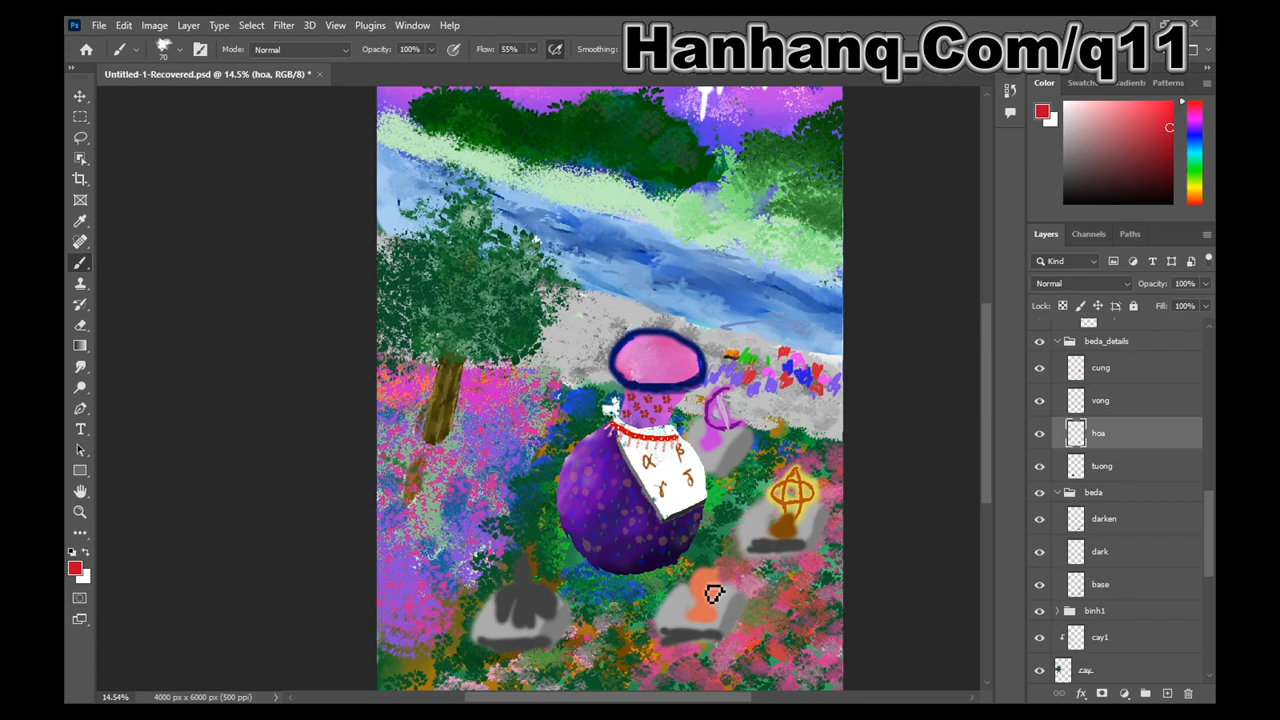 Hanhanq.Com/q11
Ps File Edit Image Layer Type Select Filter 3D View Plugins Window Help
70 Mode: Normal Opacity: 100% Flow: 55% Smoothing:
Untitled-1-Recovered.psd @ 14.5% (hoa, RGB/8) * ×
Color Swatches Gradients Patterns
Layers Channels Paths
Kind
Normal Opacity: 100%
Lock: Fill: 100%
beda_details
cung
vong
hoa
tuong
beda
darken
dark
base
binh1
cay1
cay
α β
γ δ
14.54% 4000 px x 6000 px (500 ppi)